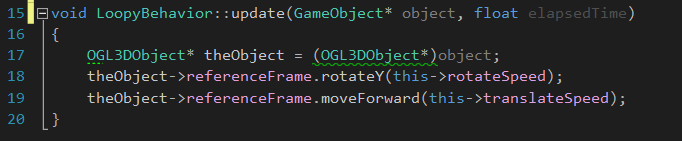 15 void LoopyBehavior::update(GameObject* object, float elapsedTime)
16 {
17     OGL3DObject* theObject = (OGL3DObject*)object;
18     theObject->referenceFrame.rotateY(this->rotateSpeed);
19     theObject->referenceFrame.moveForward(this->translateSpeed);
20 }